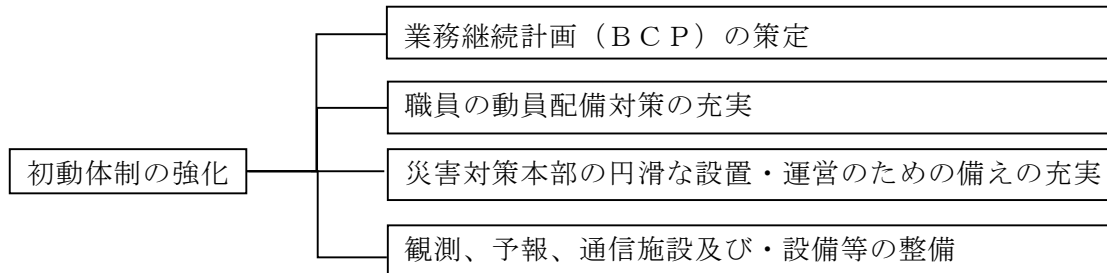 業務継続計画（ＢＣＰ）の策定
職員の動員配備対策の充実
初動体制の強化
災害対策本部の円滑な設置・運営のための備えの充実
観測、予報、通信施設及び・設備等の整備